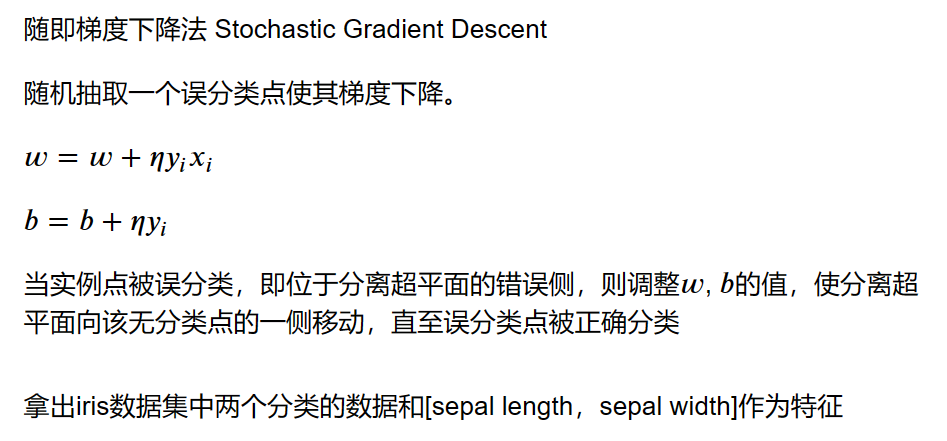 随即梯度下降法 Stochastic Gradient Descent
随机抽取一个误分类点使其梯度下降。
w = w + ηyᵢxᵢ
b = b + ηyᵢ
当实例点被误分类，即位于分离超平面的错误侧，则调整w, b的值，使分离超
平面向该无分类点的一侧移动，直至误分类点被正确分类
拿出iris数据集中两个分类的数据和[sepal length，sepal width]作为特征